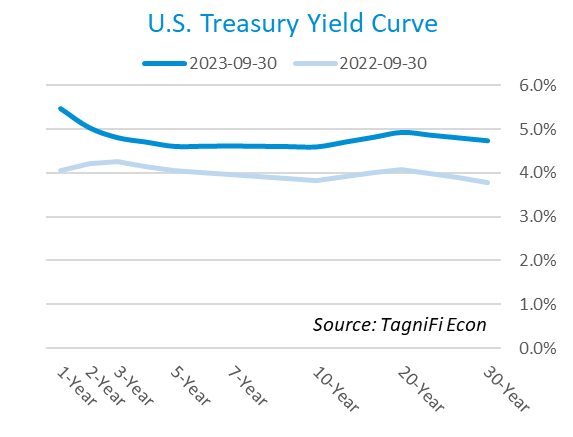 U.S. Treasury Yield Curve
2023-09-30 2022-09-30
6.0%
5.0%
4.0%
3.0%
2.0%
1.0%
Source: TagniFi Econ
0.0%
1-Year 2-Year 3-Year 5-Year 7-Year 10-Year 20-Year 30-Year